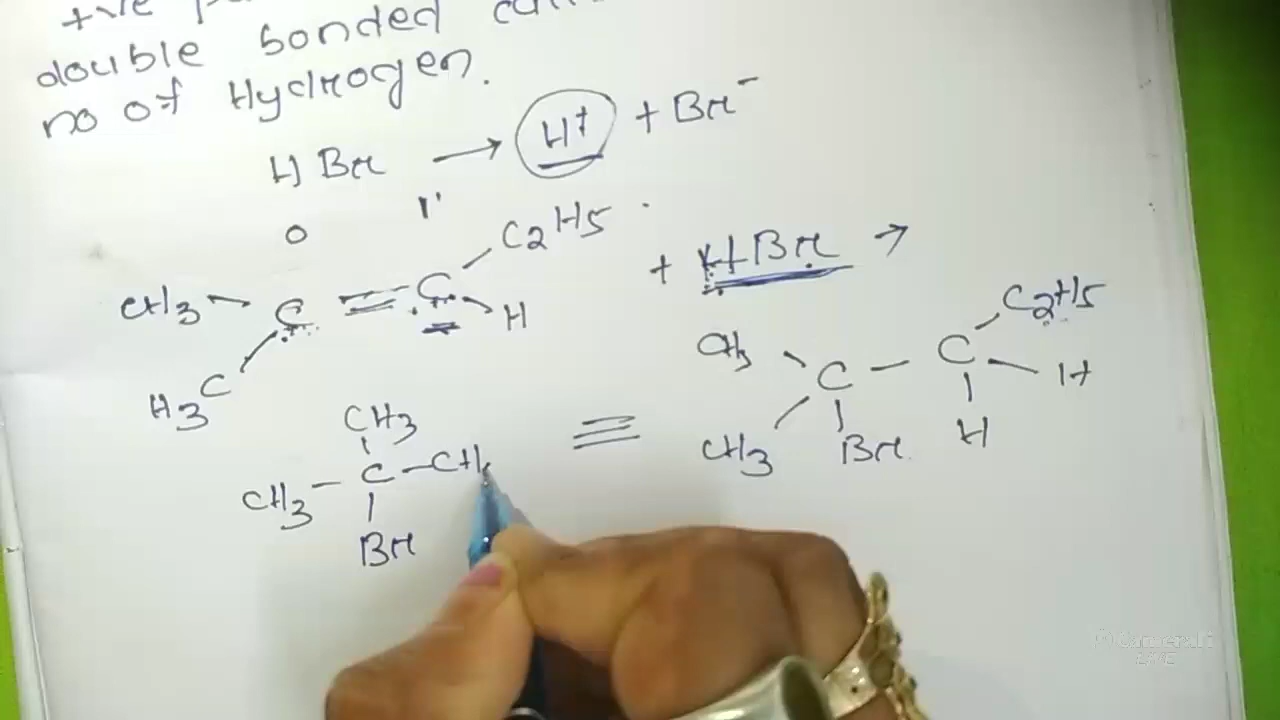 +ve
double bonded
no of Hydrogen.
HBr → H+ + Br-
0 1'
CH3 C = C C2H5 H + HBr →
H3C
CH3 C - C C2H5 H
CH3 Br H
≡
CH3
CH3 - C - CH
Br